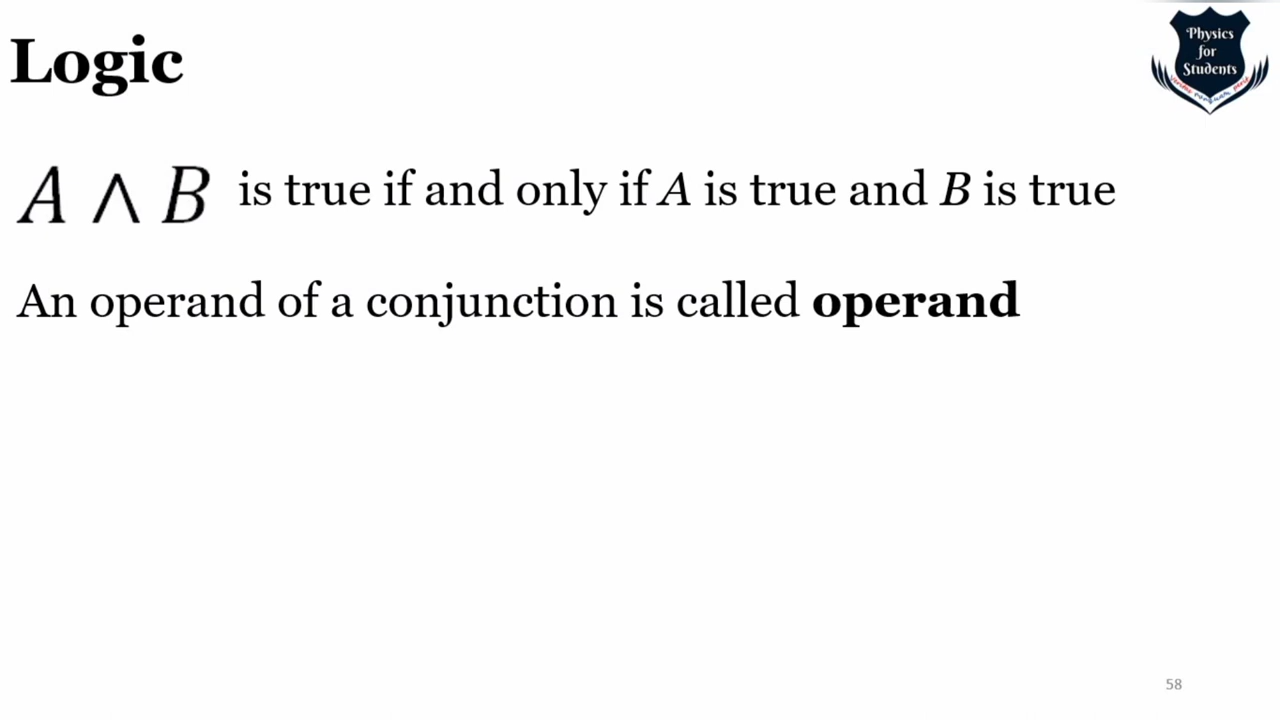 Logic
Physics
for
Students
A ∧ B is true if and only if A is true and B is true
An operand of a conjunction is called operand
58